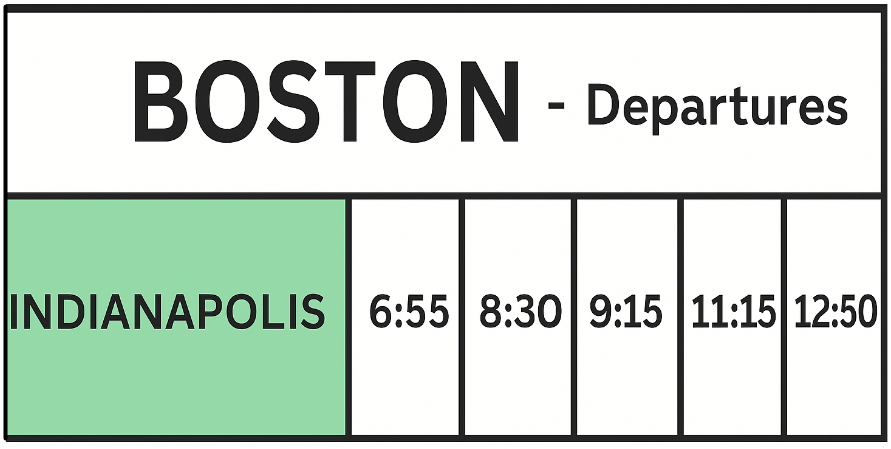 BOSTON - Departures
INDIANAPOLIS 6:55 8:30 9:15 11:15 12:50